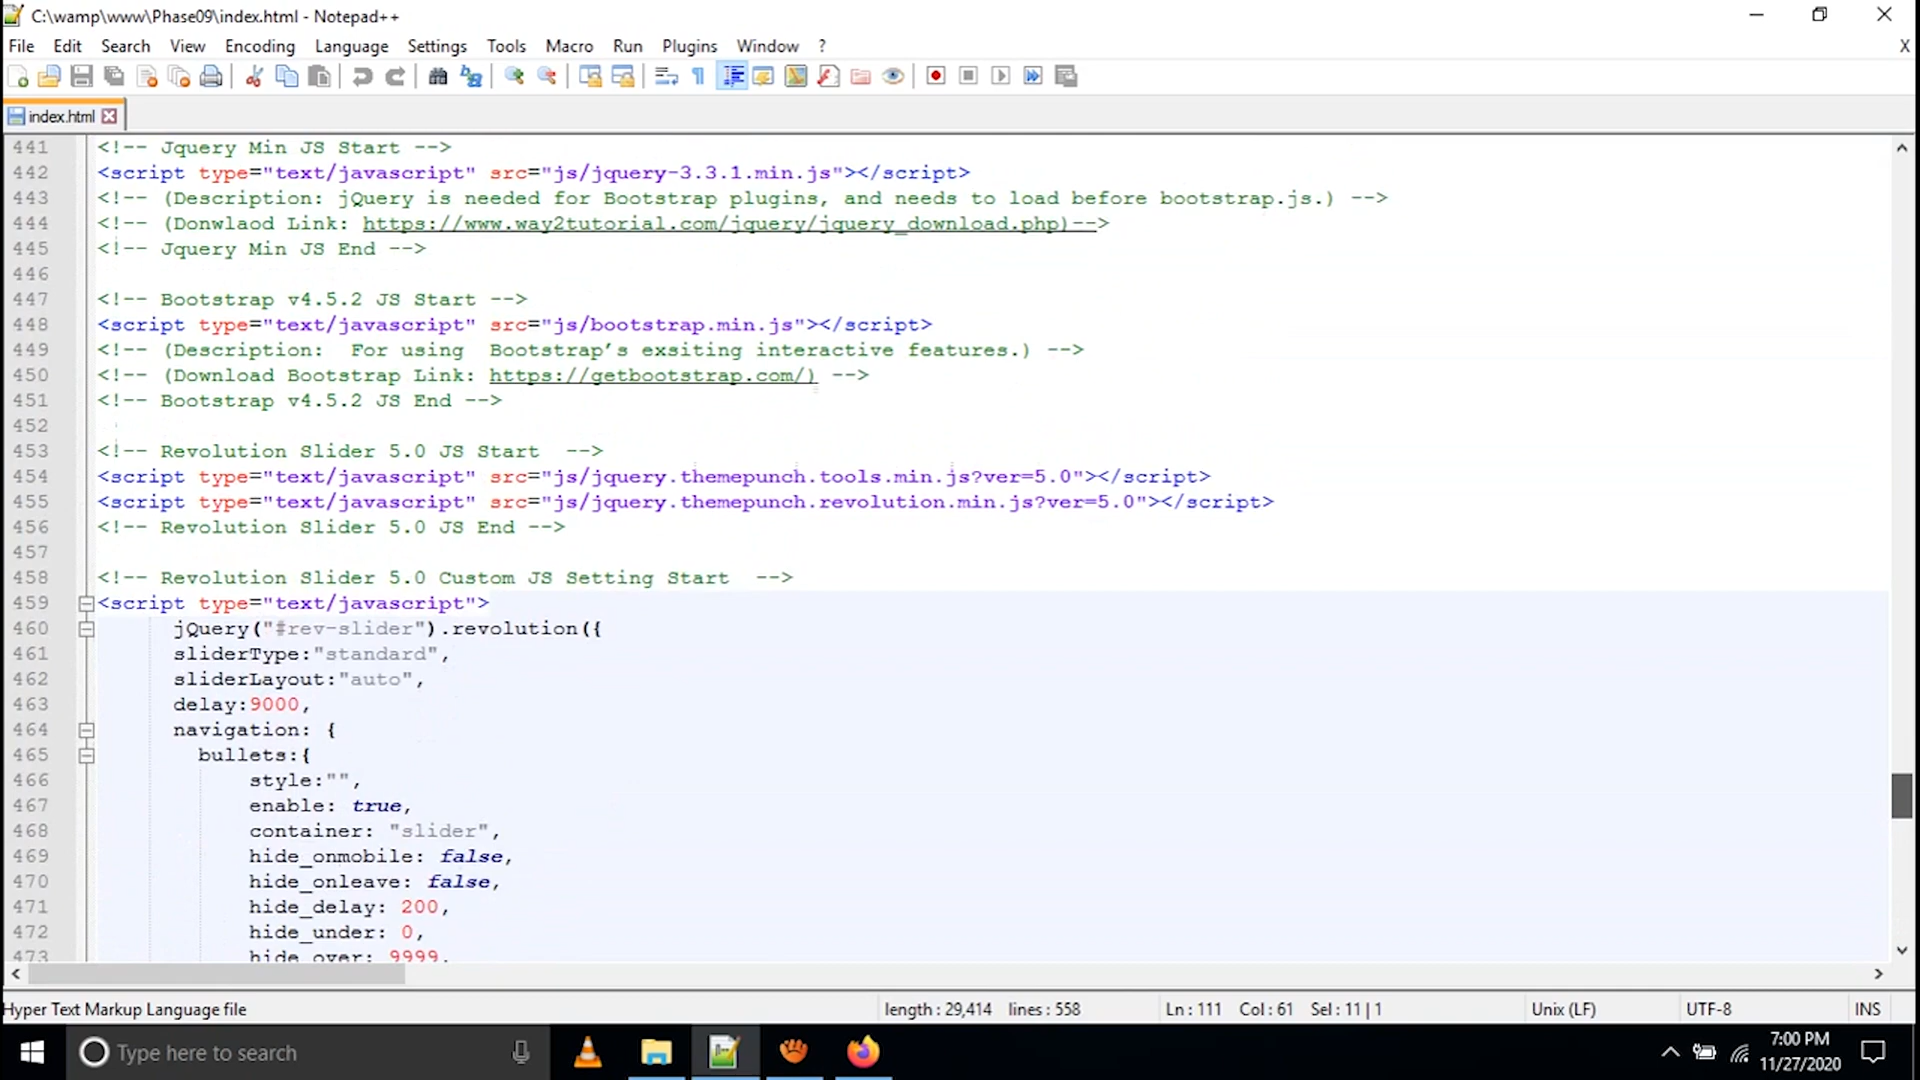 C:\wamp\www\Phase09\index.html - Notepad++
File Edit Search View Encoding Language Settings Tools Macro Run Plugins Window ? X
index.html
441 <!-- Jquery Min JS Start -->
442 <script type="text/javascript" src="js/jquery-3.3.1.min.js"></script>
443 <!-- (Description: jQuery is needed for Bootstrap plugins, and needs to load before bootstrap.js.) -->
444 <!-- (Donwlaod Link: https://www.way2tutorial.com/jquery/jquery_download.php)-->
445 <!-- Jquery Min JS End -->
446
447 <!-- Bootstrap v4.5.2 JS Start -->
448 <script type="text/javascript" src="js/bootstrap.min.js"></script>
449 <!-- (Description:  For using  Bootstrap’s exsiting interactive features.) -->
450 <!-- (Download Bootstrap Link: https://getbootstrap.com/) -->
451 <!-- Bootstrap v4.5.2 JS End -->
452
453 <!-- Revolution Slider 5.0 JS Start  -->
454 <script type="text/javascript" src="js/jquery.themepunch.tools.min.js?ver=5.0"></script>
455 <script type="text/javascript" src="js/jquery.themepunch.revolution.min.js?ver=5.0"></script>
456 <!-- Revolution Slider 5.0 JS End -->
457
458 <!-- Revolution Slider 5.0 Custom JS Setting Start  -->
459 <script type="text/javascript">
460 jQuery("#rev-slider").revolution({
461 sliderType:"standard",
462 sliderLayout:"auto",
463 delay:9000,
464 navigation: {
465 bullets:{
466 style:"",
467 enable: true,
468 container: "slider",
469 hide_onmobile: false,
470 hide_onleave: false,
471 hide_delay: 200,
472 hide_under: 0,
473 hide_over: 9999,
Hyper Text Markup Language file length : 29,414 lines : 558 Ln : 111 Col : 61 Sel : 11 | 1 Unix (LF) UTF-8 INS
Type here to search
7:00 PM
11/27/2020